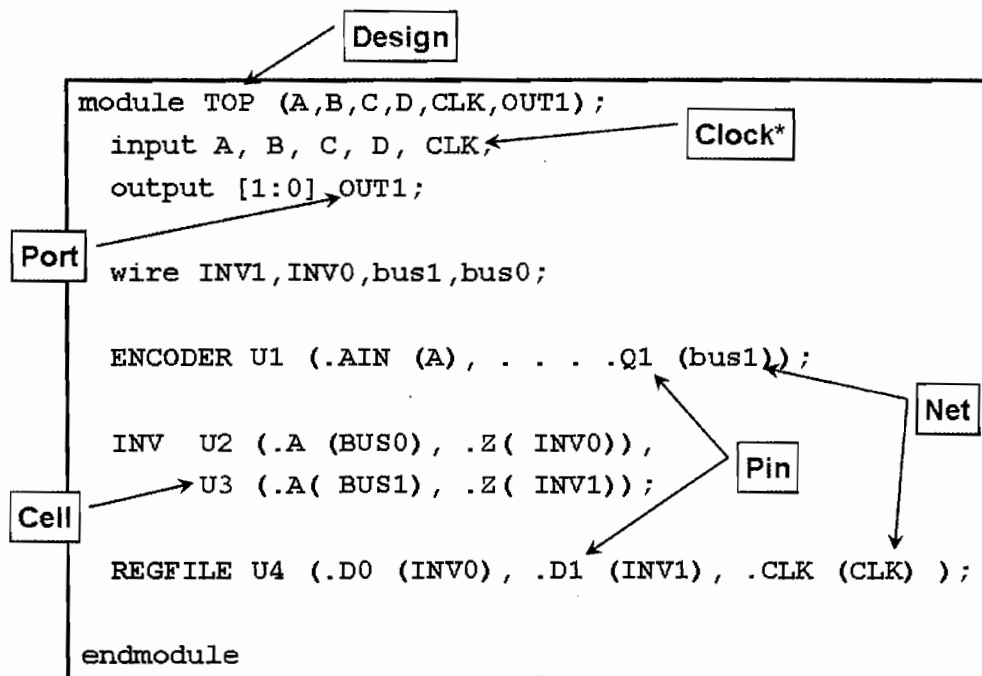 Design
module TOP (A,B,C,D,CLK,OUT1);
input A, B, C, D, CLK;
Clock*
output [1:0] OUT1;
Port
wire INV1,INV0,bus1,bus0;
ENCODER U1 (.AIN (A), . . . .Q1 (bus1));
Net
INV U2 (.A (BUS0), .Z( INV0)),
Pin
U3 (.A( BUS1), .Z( INV1));
Cell
REGFILE U4 (.D0 (INV0), .D1 (INV1), .CLK (CLK) );
endmodule